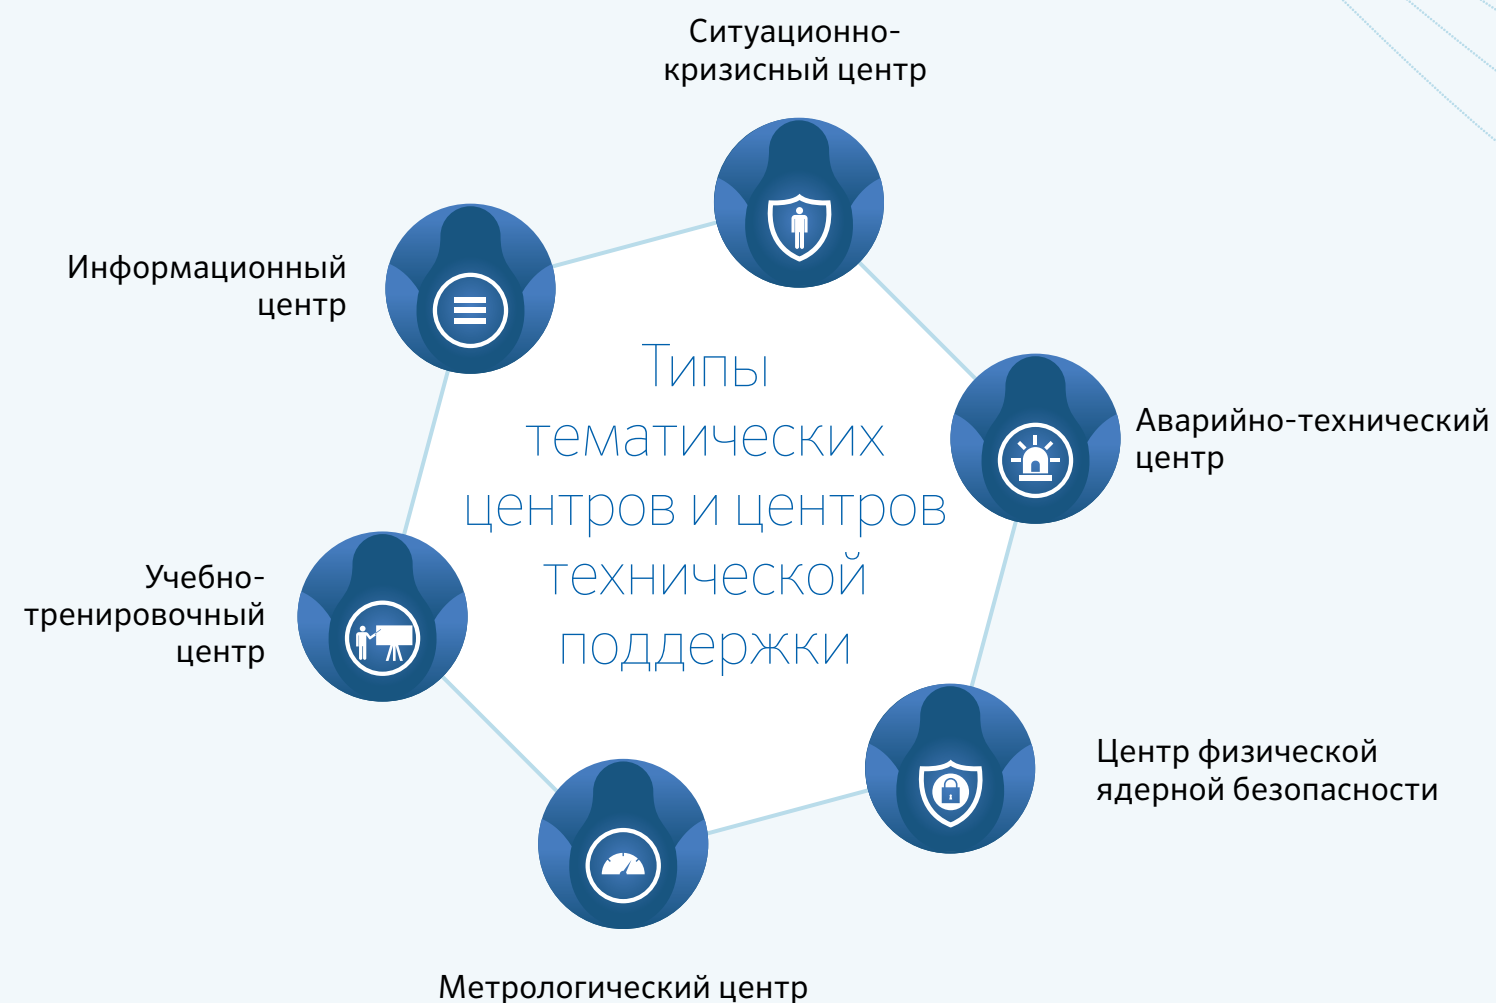 Ситуационно-
кризисный центр
Информационный
центр
Типы
тематических
центров и центров
технической
поддержки
Аварийно-технический
центр
Учебно-
тренировочный
центр
Центр физической
ядерной безопасности
Метрологический центр